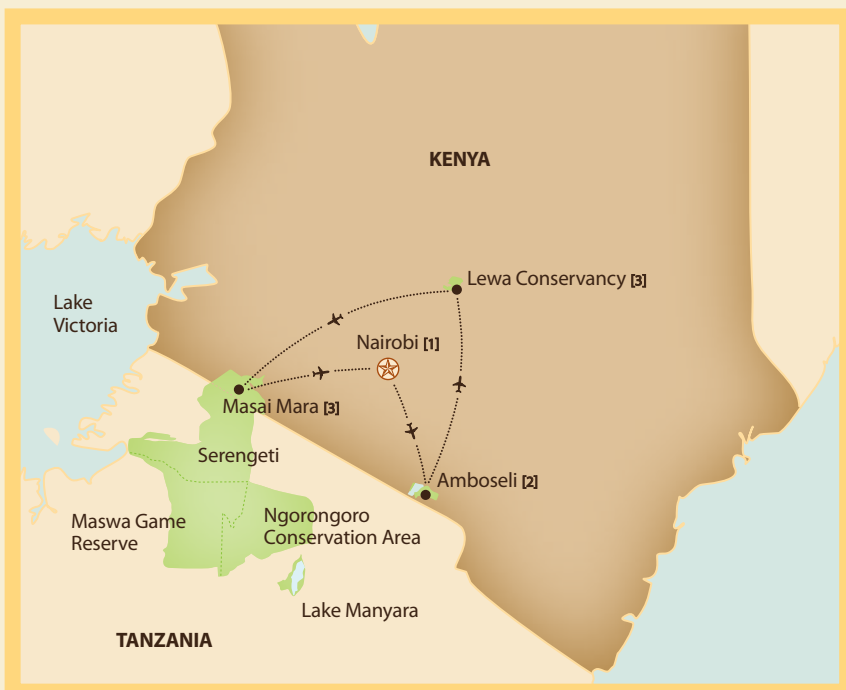 KENYA
Lewa Conservancy [3]
Lake
Victoria
Nairobi [1]
Masai Mara [3]
Serengeti
Amboseli [2]
Maswa Game
Reserve
Ngorongoro
Conservation Area
Lake Manyara
TANZANIA